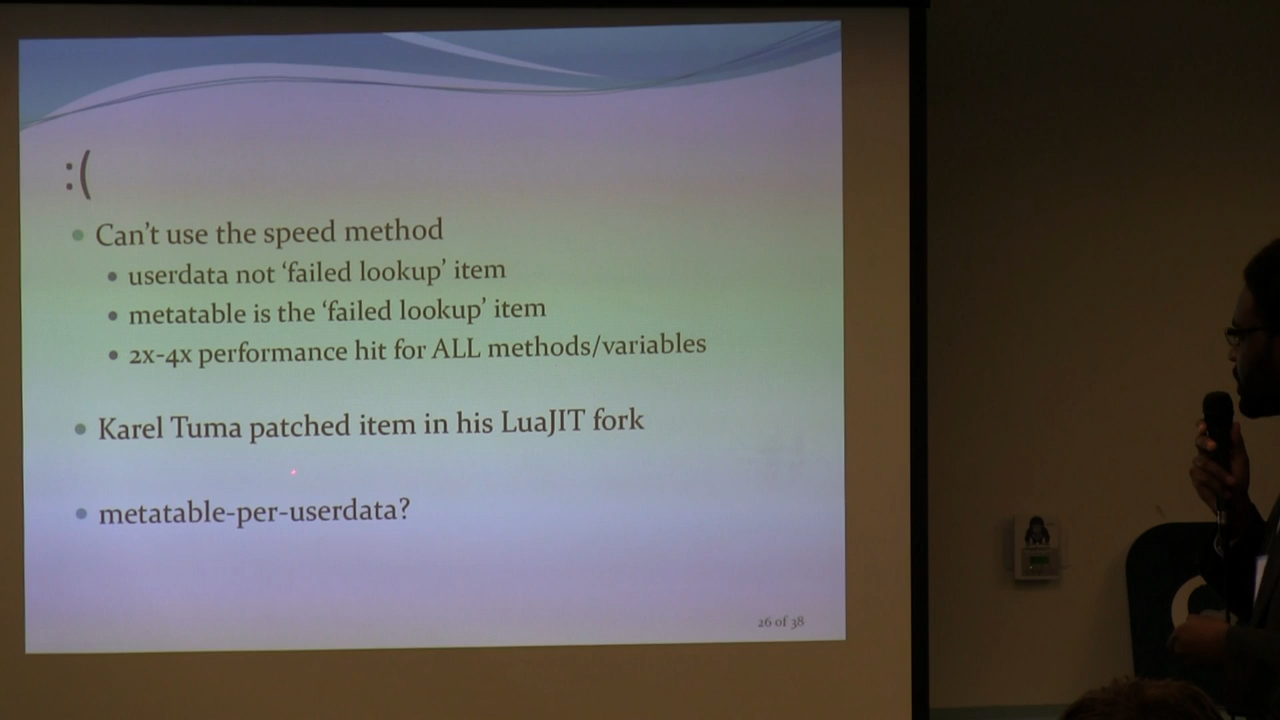 :(
Can't use the speed method
userdata not 'failed lookup' item
metatable is the 'failed lookup' item
2x-4x performance hit for ALL methods/variables
Karel Tuma patched item in his LuaJIT fork
metatable-per-userdata?
26 of 38